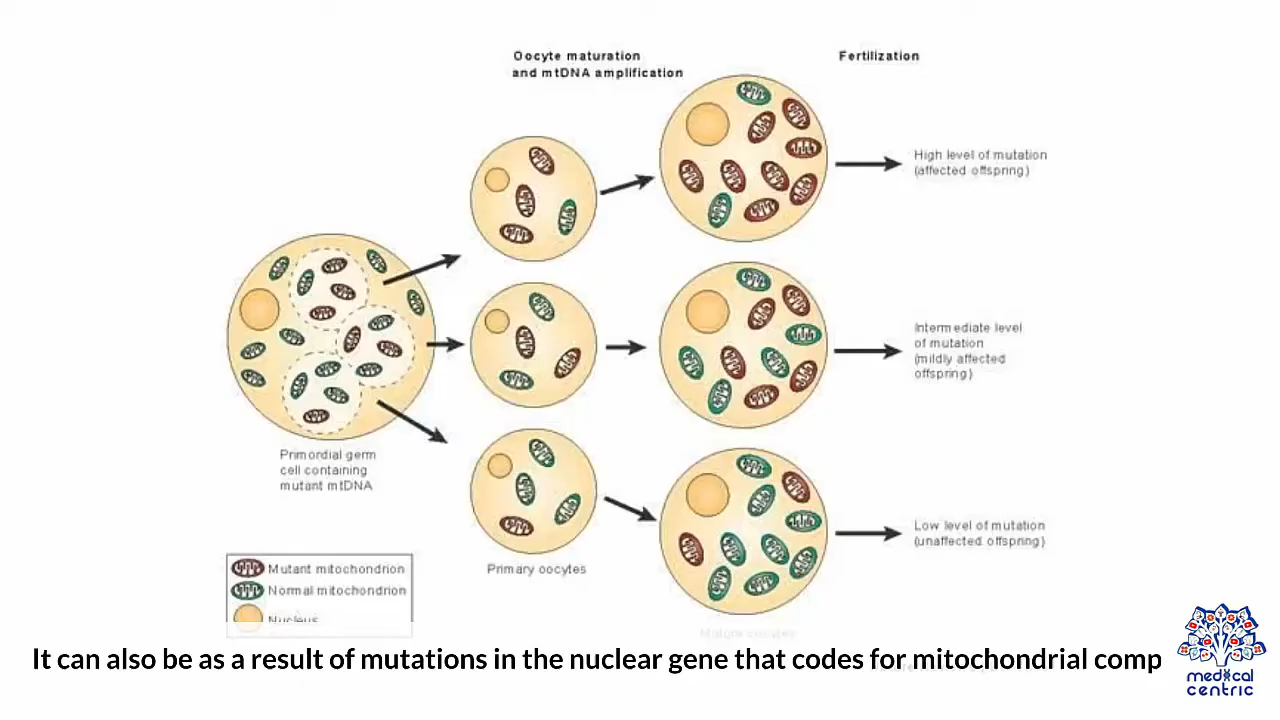 Oocyte maturation
and mtDNA amplification
Fertilization
High level of mutation
(affected offspring)
Intermediate level
of mutation
(mildly affected
offspring)
Primordial germ
cell containing
mutant mtDNA
Low level of mutation
(unaffected offspring)
Primary oocytes
Mutant mitochondrion
Normal mitochondrion
Nucleus
Mature oocytes
It can also be as a result of mutations in the nuclear gene that codes for mitochondrial comp
medical
centric